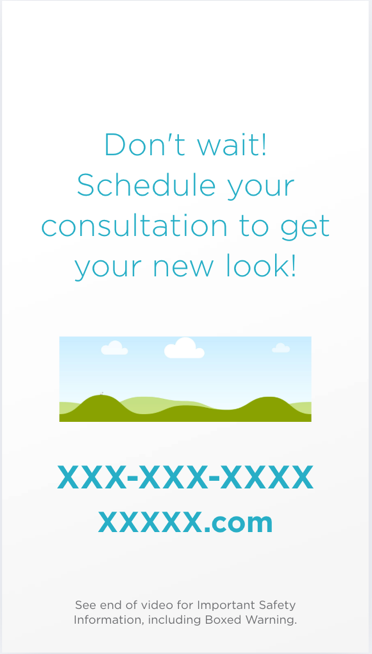 Don't wait!
Schedule your
consultation to get
your new look!
XXX-XXX-XXXX
XXXXX.com
See end of video for Important Safety
Information, including Boxed Warning.